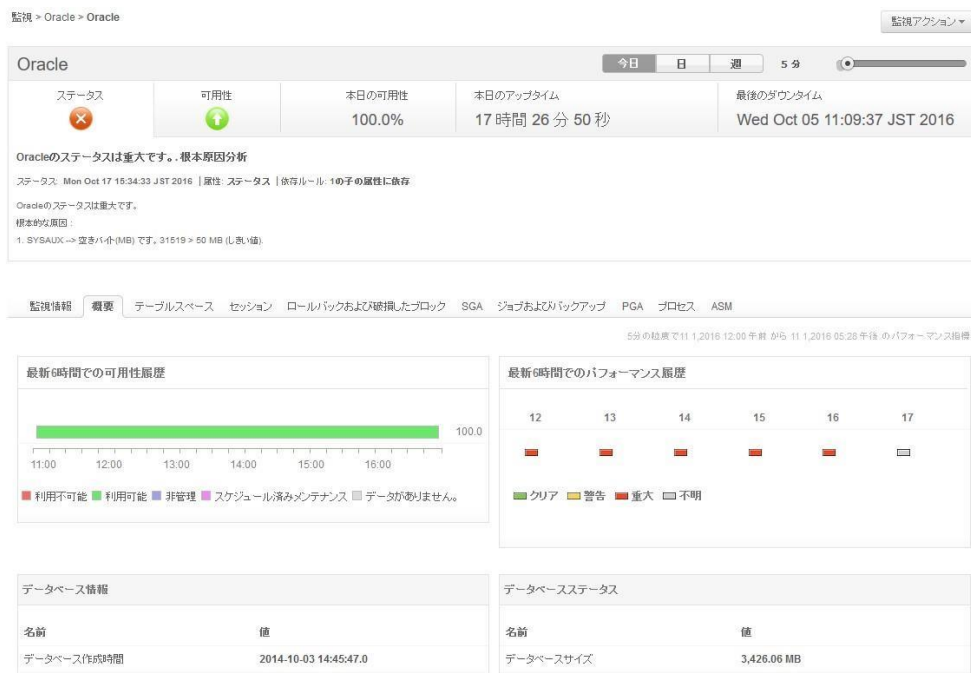 監視 > Oracle > Oracle
監視アクション
Oracle
今日 日 週 5 分
ステータス 可用性 本日の可用性 本日のアップタイム 最後のダウンタイム
100.0% 17 時間 26 分 50 秒 Wed Oct 05 11:09:37 JST 2016
Oracleのステータスは重大です。. 根本原因分析
ステータス: Mon Oct 17 15:34:33 JST 2016 | 属性: ステータス | 依存ルール: 1の子の属性に依存
Oracleのステータスは重大です。
根本的な原因 :
1. SYSAUX --> 空きバイト(MB) です。31519 > 50 MB (しきい値).
監視情報 概要 テーブルスペース セッション ロールバックおよび破損したブロック SGA ジョブおよびバックアップ PGA プロセス ASM
5分の粒度で11 1,2016 12:00 午前 から 11 1,2016 05:28 午後 のパフォーマンス指標
最新6時間での可用性履歴
100.0
11:00 12:00 13:00 14:00 15:00 16:00
利用不可能 利用可能 非管理 スケジュール済みメンテナンス データがありません。
最新6時間でのパフォーマンス履歴
12 13 14 15 16 17
クリア 警告 重大 不明
データベース情報
名前 値
データベース作成時間 2014-10-03 14:45:47.0
データベースステータス
名前 値
データベースサイズ 3,426.06 MB